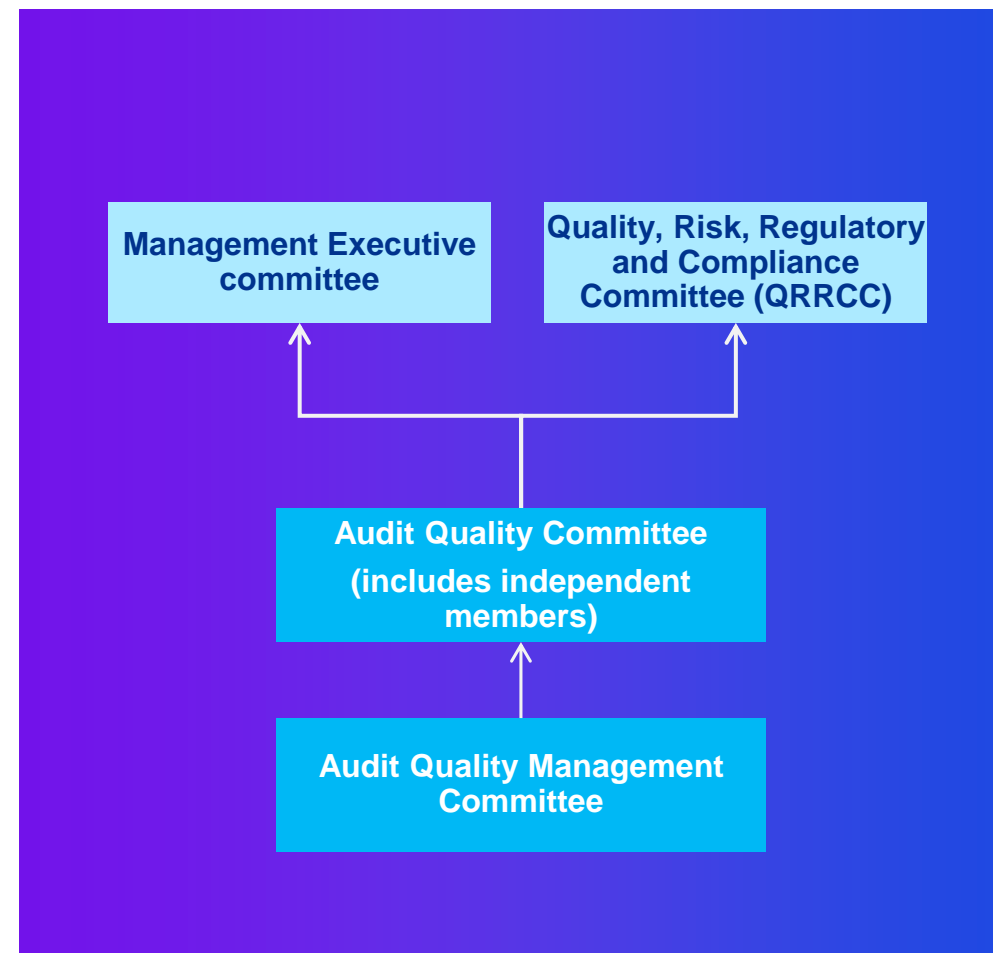 Management Executive
committee
Quality, Risk, Regulatory
and Compliance
Committee (QRRCC)
Audit Quality Committee
(includes independent
members)
Audit Quality Management
Committee